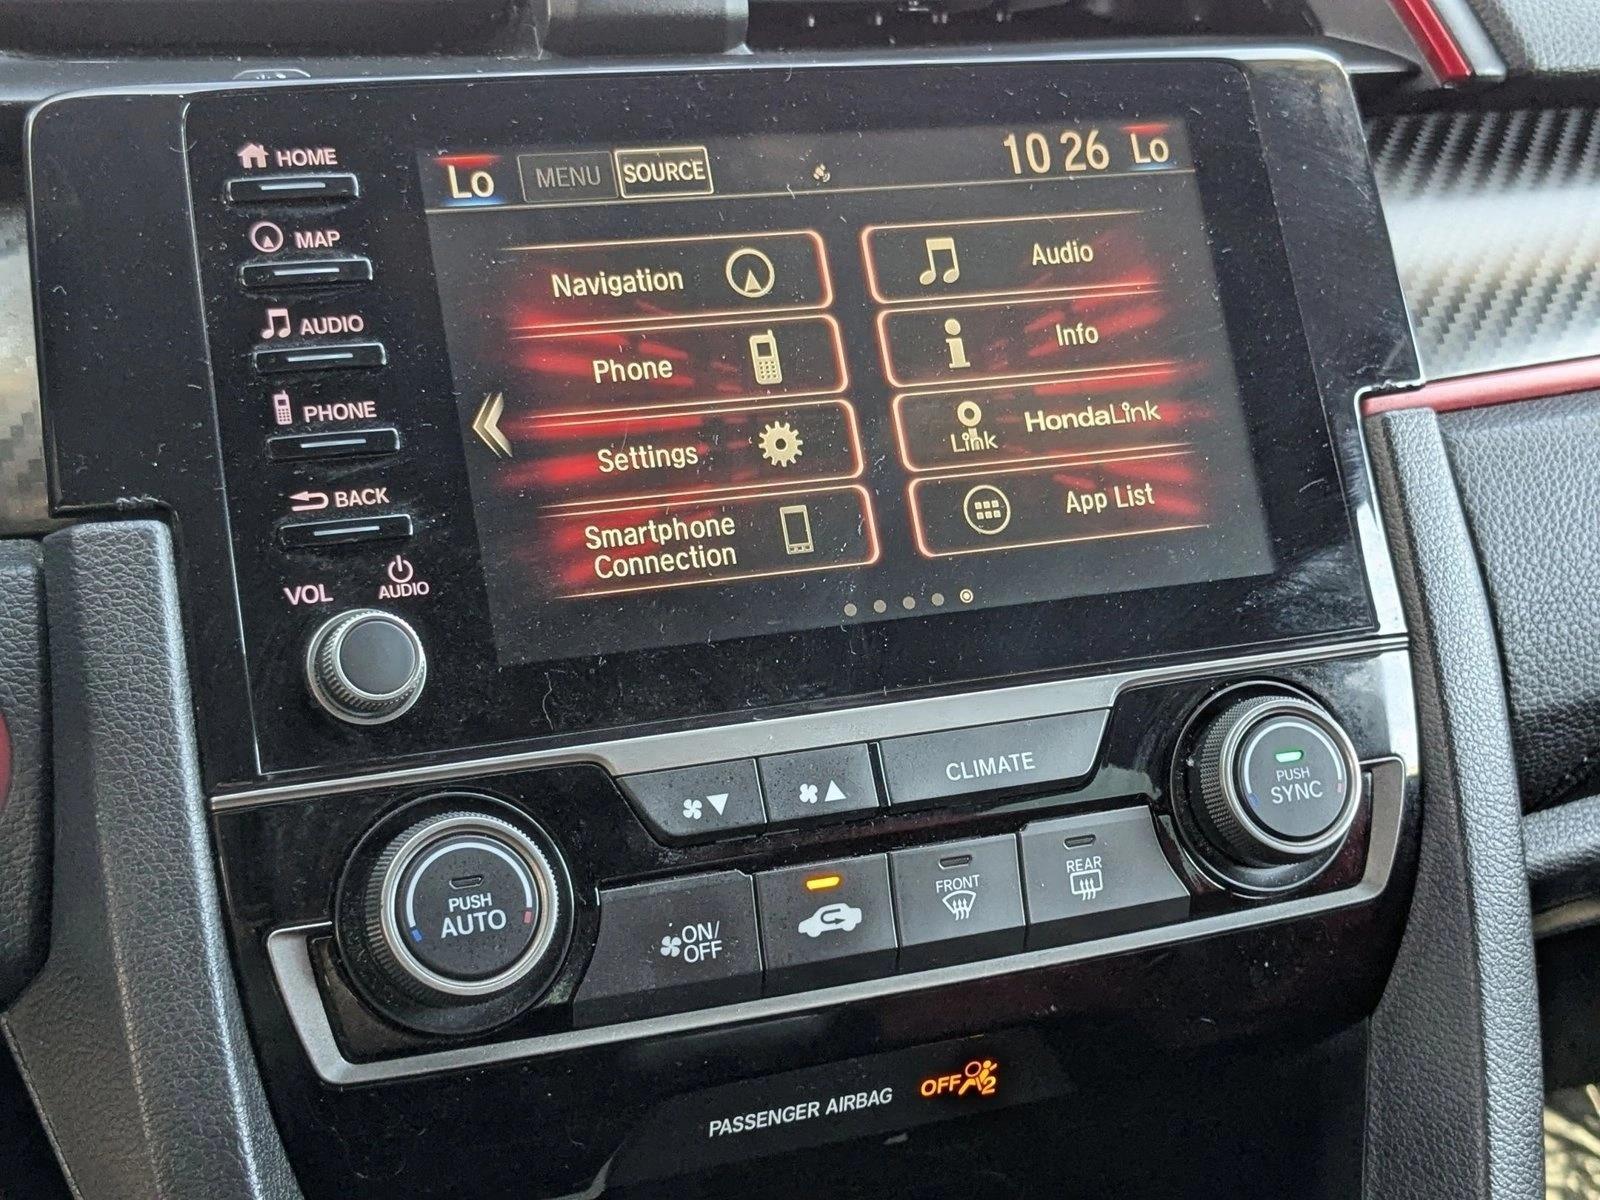 HOME
MAP
AUDIO
PHONE
BACK
VOL
AUDIO
Lo
MENU
SOURCE
10 26
Lo
Navigation
Audio
Phone
Info
Settings
Link
HondaLink
Smartphone
Connection
App List
CLIMATE
PUSH
SYNC
PUSH
AUTO
ON/
OFF
FRONT
REAR
PASSENGER AIRBAG
OFF
2